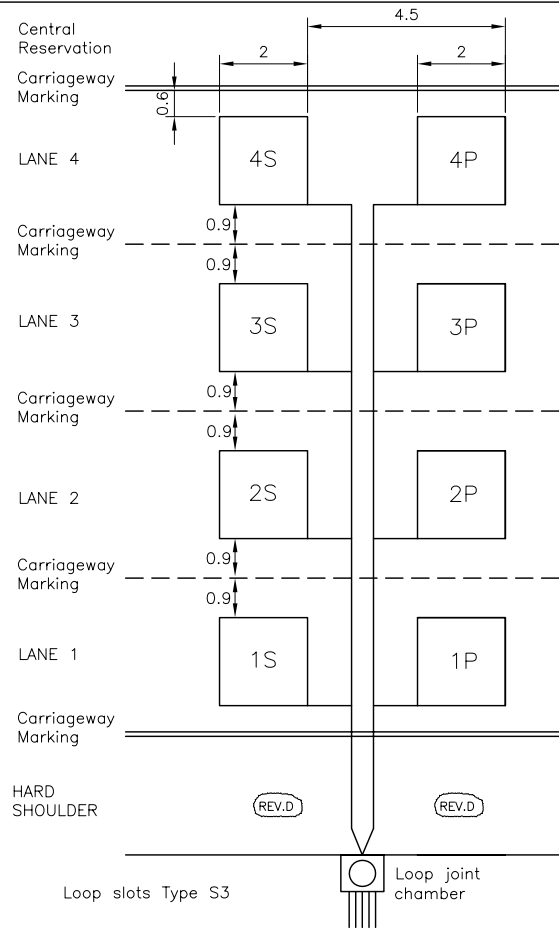 4.5
Central
Reservation
2
2
Carriageway
Marking
0.6
LANE 4
4S
4P
0.9
Carriageway
Marking
0.9
LANE 3
3S
3P
0.9
Carriageway
Marking
0.9
LANE 2
2S
2P
0.9
Carriageway
Marking
0.9
LANE 1
1S
1P
Carriageway
Marking
HARD
SHOULDER
REV.D
REV.D
Loop slots Type S3
Loop joint
chamber